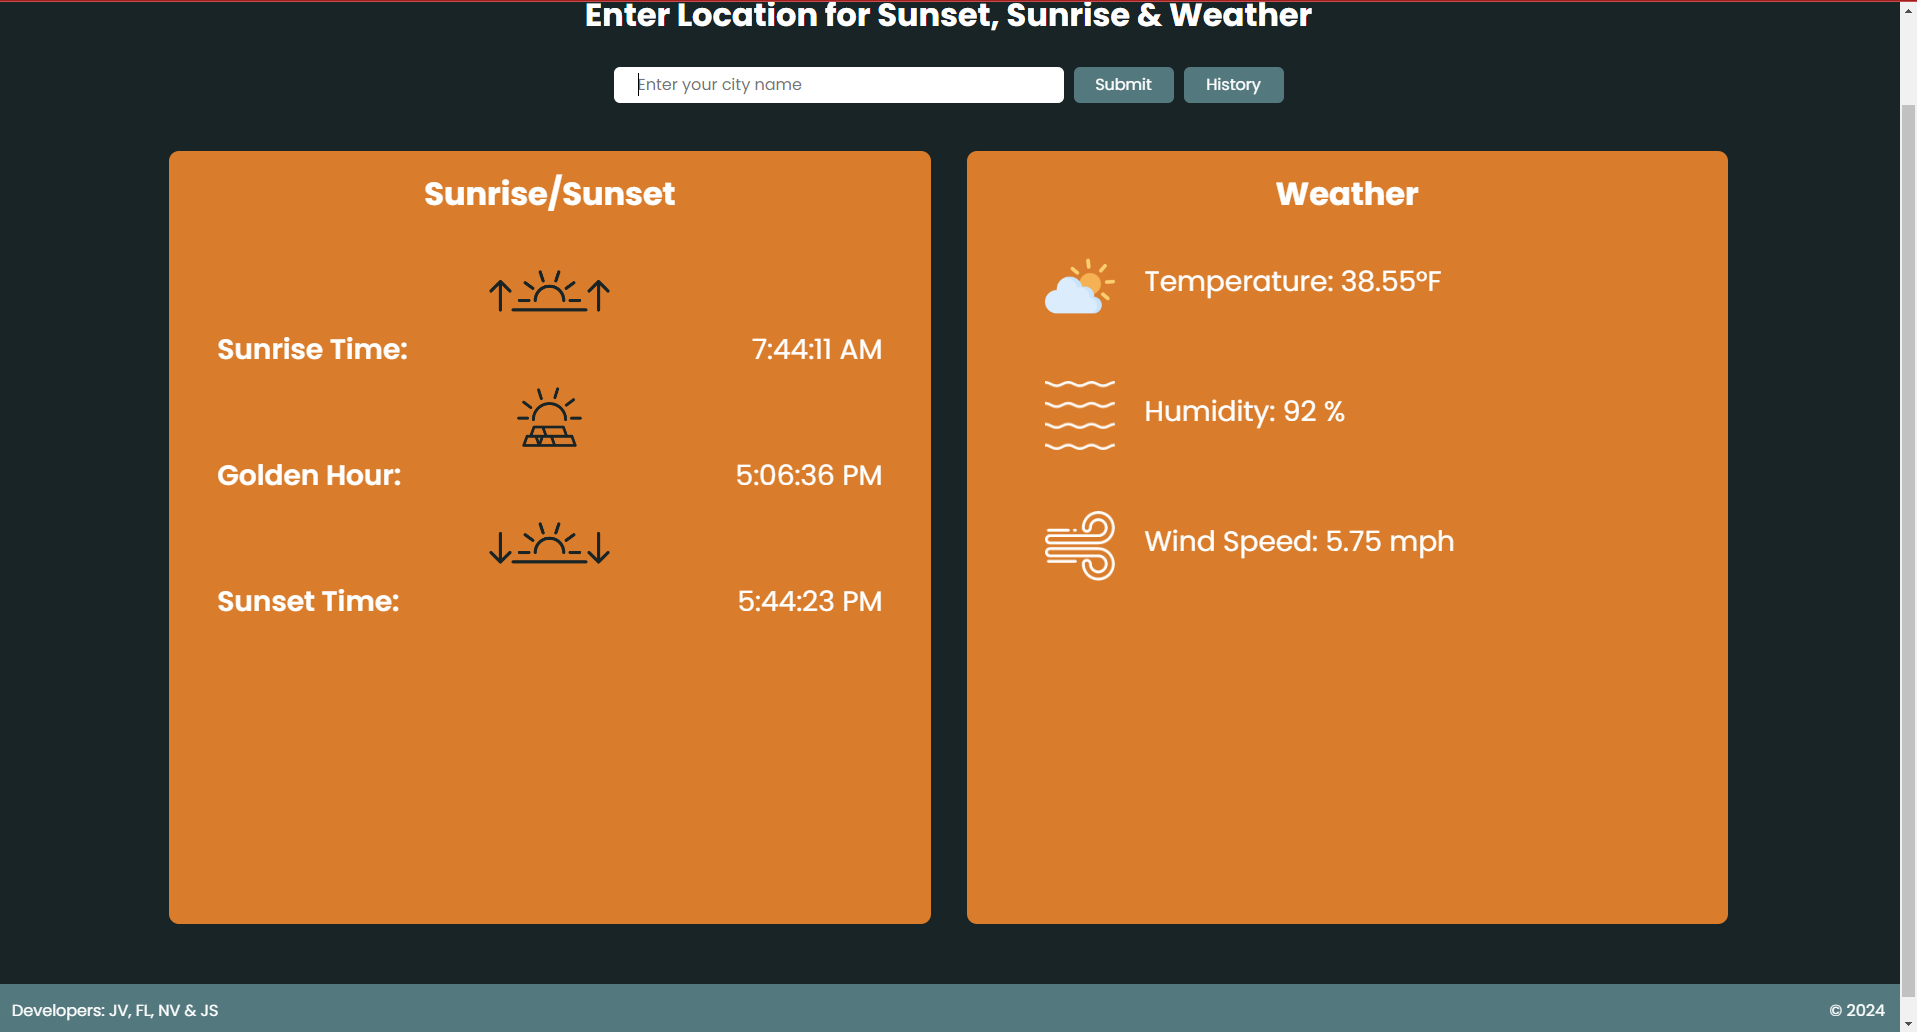 Enter Location for Sunset, Sunrise & Weather
Enter your city name
Submit
History
Sunrise/Sunset
Sunrise Time: 7:44:11 AM
Golden Hour: 5:06:36 PM
Sunset Time: 5:44:23 PM
Weather
Temperature: 38.55°F
Humidity: 92 %
Wind Speed: 5.75 mph
Developers: JV, FL, NV & JS
© 2024